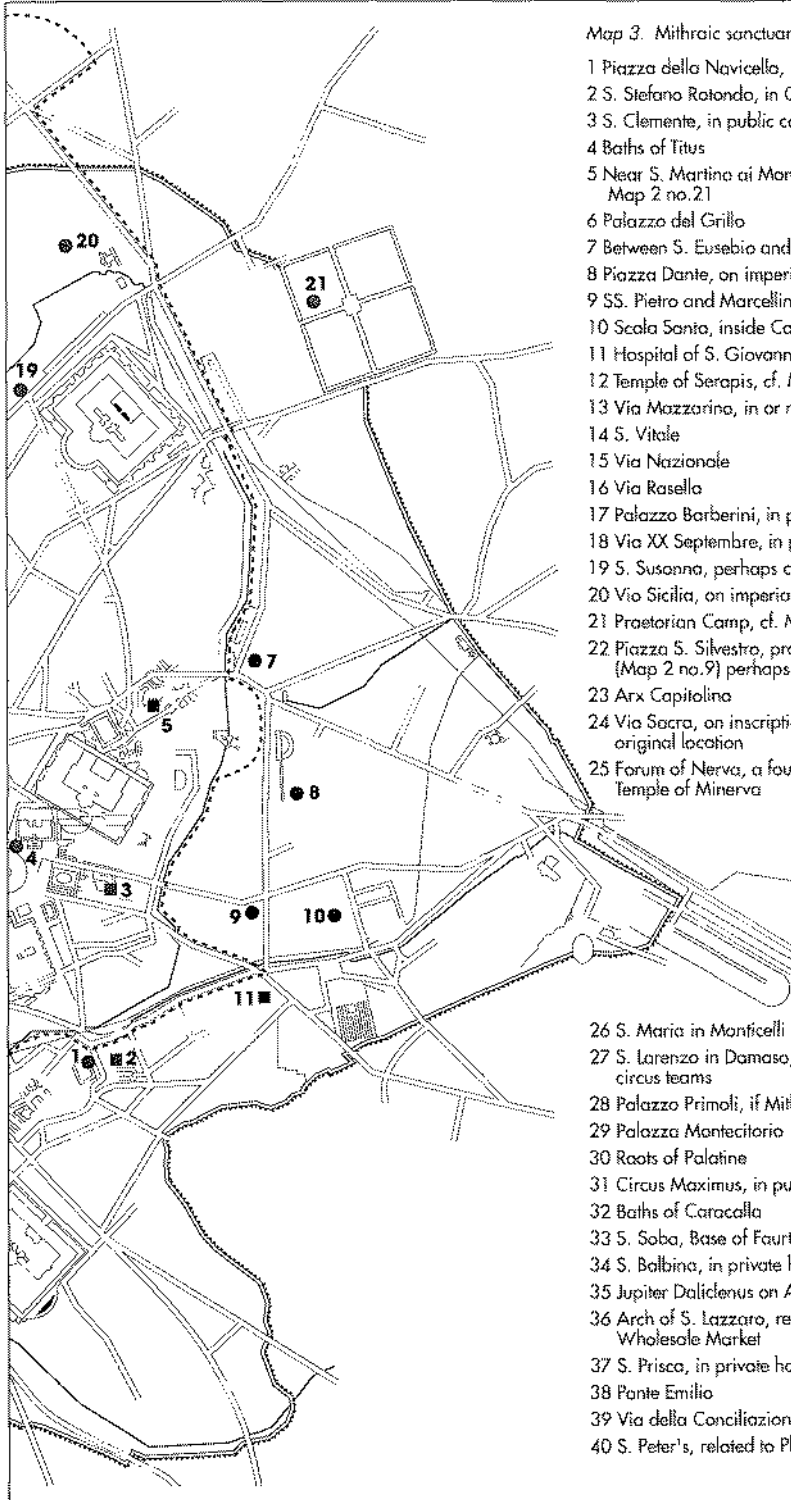 Map 3. Mithraic sanctuar
1 Piazza della Navicella,
2 S. Stefano Rotondo, in C
3 S. Clemente, in public ca
4 Baths of Titus
5 Near S. Martino ai Mon
Map 2 no.21
6 Palazzo del Grillo
7 Between S. Eusebio and
8 Piazza Dante, on imperi
9 SS. Pietro and Marcellin
10 Scala Santa, inside Ca
11 Hospital of S. Giovann
12 Temple of Serapis, cf. M
13 Via Mazzarino, in or n
14 S. Vitale
15 Via Nazionale
16 Via Rasella
17 Palazzo Barberini, in p
18 Via XX Septembre, in p
19 S. Susanna, perhaps c
20 Via Sicilia, on imperia
21 Praetorian Camp, cf. M
22 Piazza S. Silvestro, pro
(Map 2 no.9) perhaps
23 Arx Capitolina
24 Via Sacra, on inscripti
original location
25 Forum of Nerva, a fou
Temple of Minerva
26 S. Maria in Monticelli
27 S. Lorenzo in Damaso,
circus teams
28 Palazzo Primoli, if Mith
29 Palazzo Montecitorio
30 Roots of Palatine
31 Circus Maximus, in pu
32 Baths of Caracalla
33 S. Saba, Base of Fourt
34 S. Balbina, in private h
35 Jupiter Dolichenus on A
36 Arch of S. Lazzaro, re
Wholesale Market
37 S. Prisca, in private ho
38 Ponte Emilio
39 Via della Conciliazion
40 S. Peter's, related to Ph
20
21
19
7
5
8
4
3
9
10
11
1
2